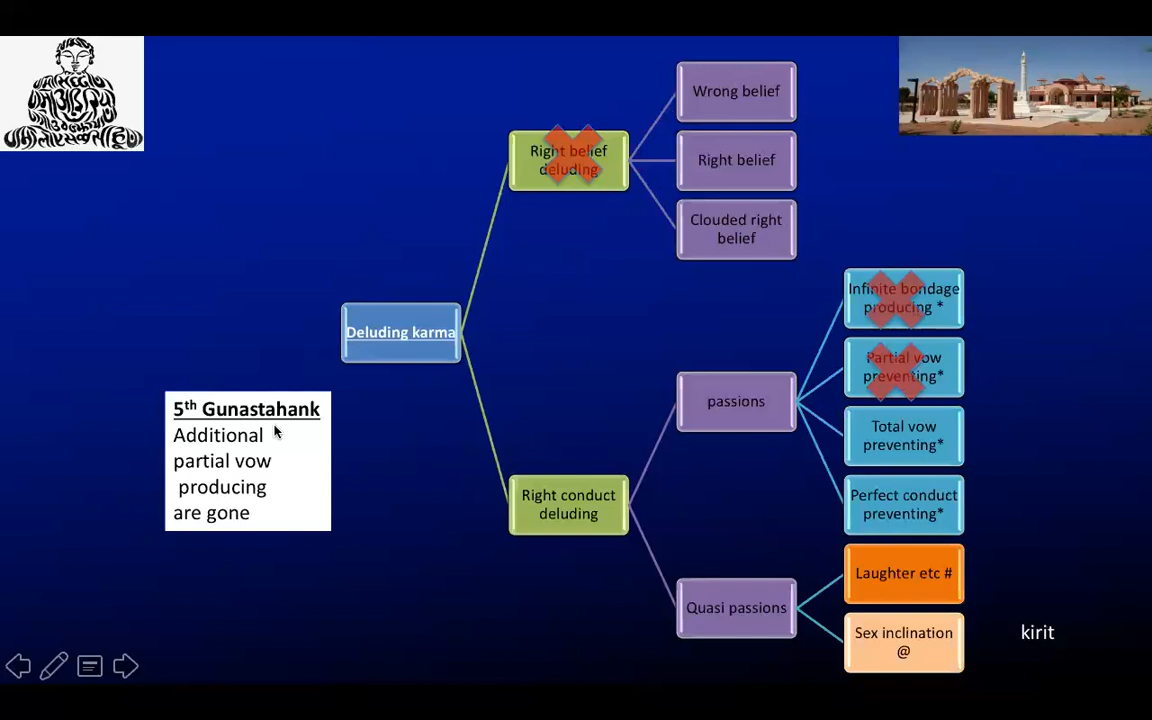 Wrong belief
Right belief
deluding
Right belief
Clouded right
belief
Infinite bondage
producing *
Deluding karma
Partial vow
preventing*
5th Gunastahank
Additional
partial vow
producing
are gone
passions
Total vow
preventing*
Right conduct
deluding
Perfect conduct
preventing*
Laughter etc #
Quasi passions
Sex inclination
@
kirit